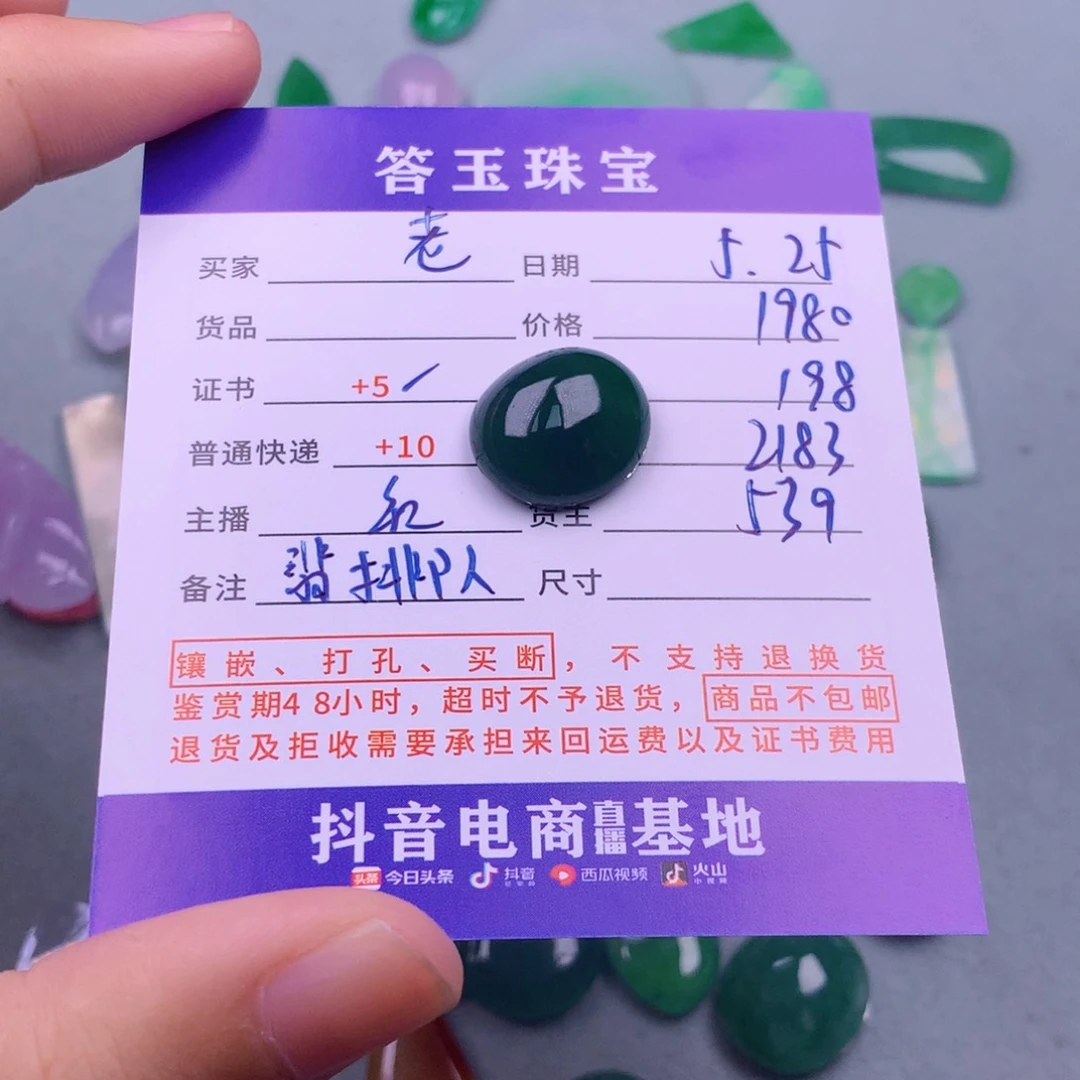 答玉珠宝
买家 老 日期 5.25
货品 价格 1980
证书 +5 198
普通快递 +10 2183
主播 货主 539
备注 翡 抖 印人 尺寸
镶嵌、打孔、买断，不支持退换货
鉴赏期48小时，超时不予退货，商品不包邮
退货及拒收需要承担来回运费以及证书费用
抖音电商直播基地
头条 今日头条 抖音 西瓜视频 火山